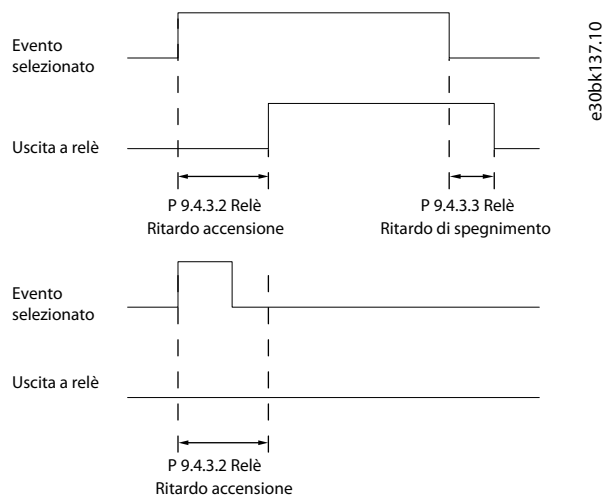 Evento
selezionato
e30bk137.10
Uscita a relè
P 9.4.3.2 Relè
Ritardo accensione
P 9.4.3.3 Relè
Ritardo di spegnimento
Evento
selezionato
Uscita a relè
P 9.4.3.2 Relè
Ritardo accensione